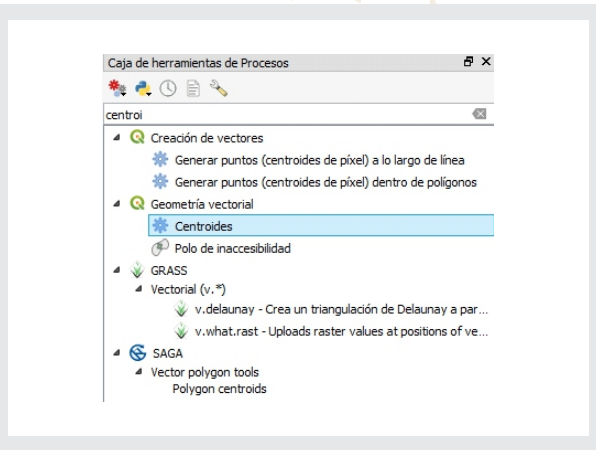 Caja de herramientas de Procesos
centroi
Creación de vectores
Generar puntos (centroides de píxel) a lo largo de línea
Generar puntos (centroides de píxel) dentro de polígonos
Geometría vectorial
Centroides
Polo de inaccesibilidad
GRASS
Vectorial (v.*)
v.delaunay - Crea un triangulación de Delaunay a par...
v.what.rast - Uploads raster values at positions of ve...
SAGA
Vector polygon tools
Polygon centroids